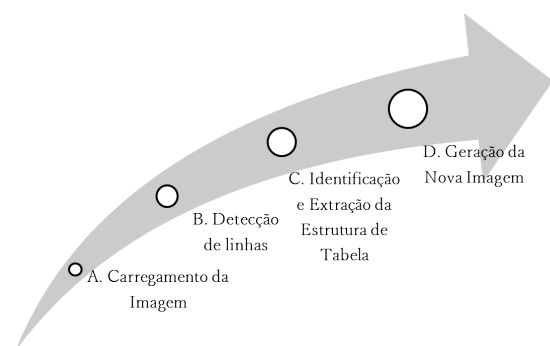 A. Carregamento da
Imagem
B. Detecção
de linhas
C. Identificação
e Extração da
Estrutura de
Tabela
D. Geração da
Nova Imagem